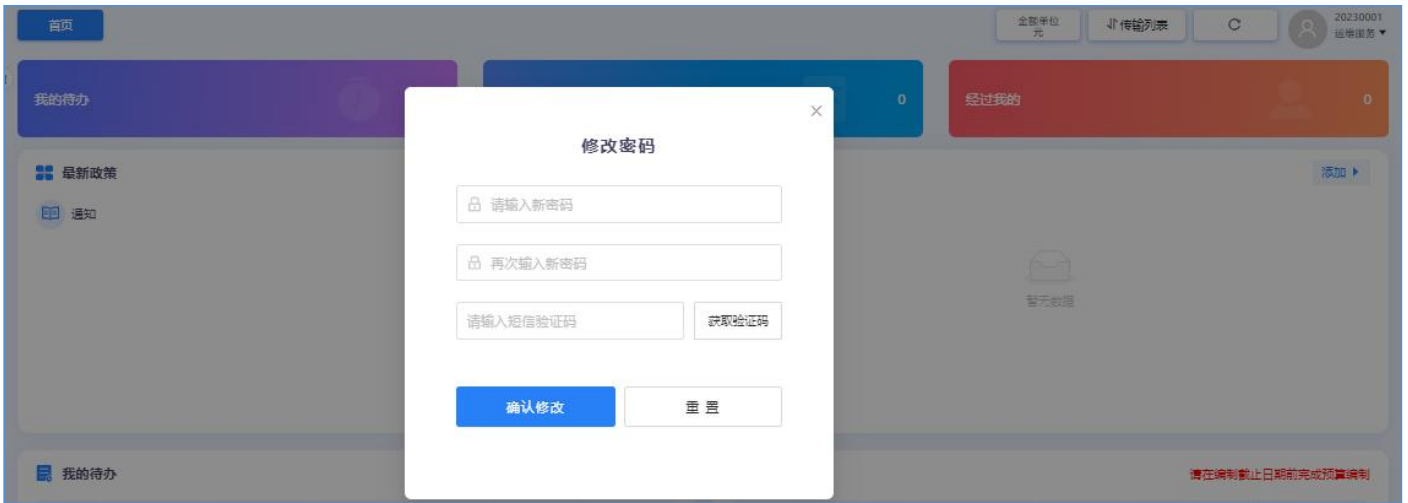 首页
金额单位
元
传输列表
20230001
运维服务
我的待办
0
经过我的
0
修改密码
最新政策
添加
通知
请输入新密码
再次输入新密码
暂无数据
请输入短信验证码
获取验证码
确认修改
重 置
我的待办
请在编制截止日期前完成预算编制